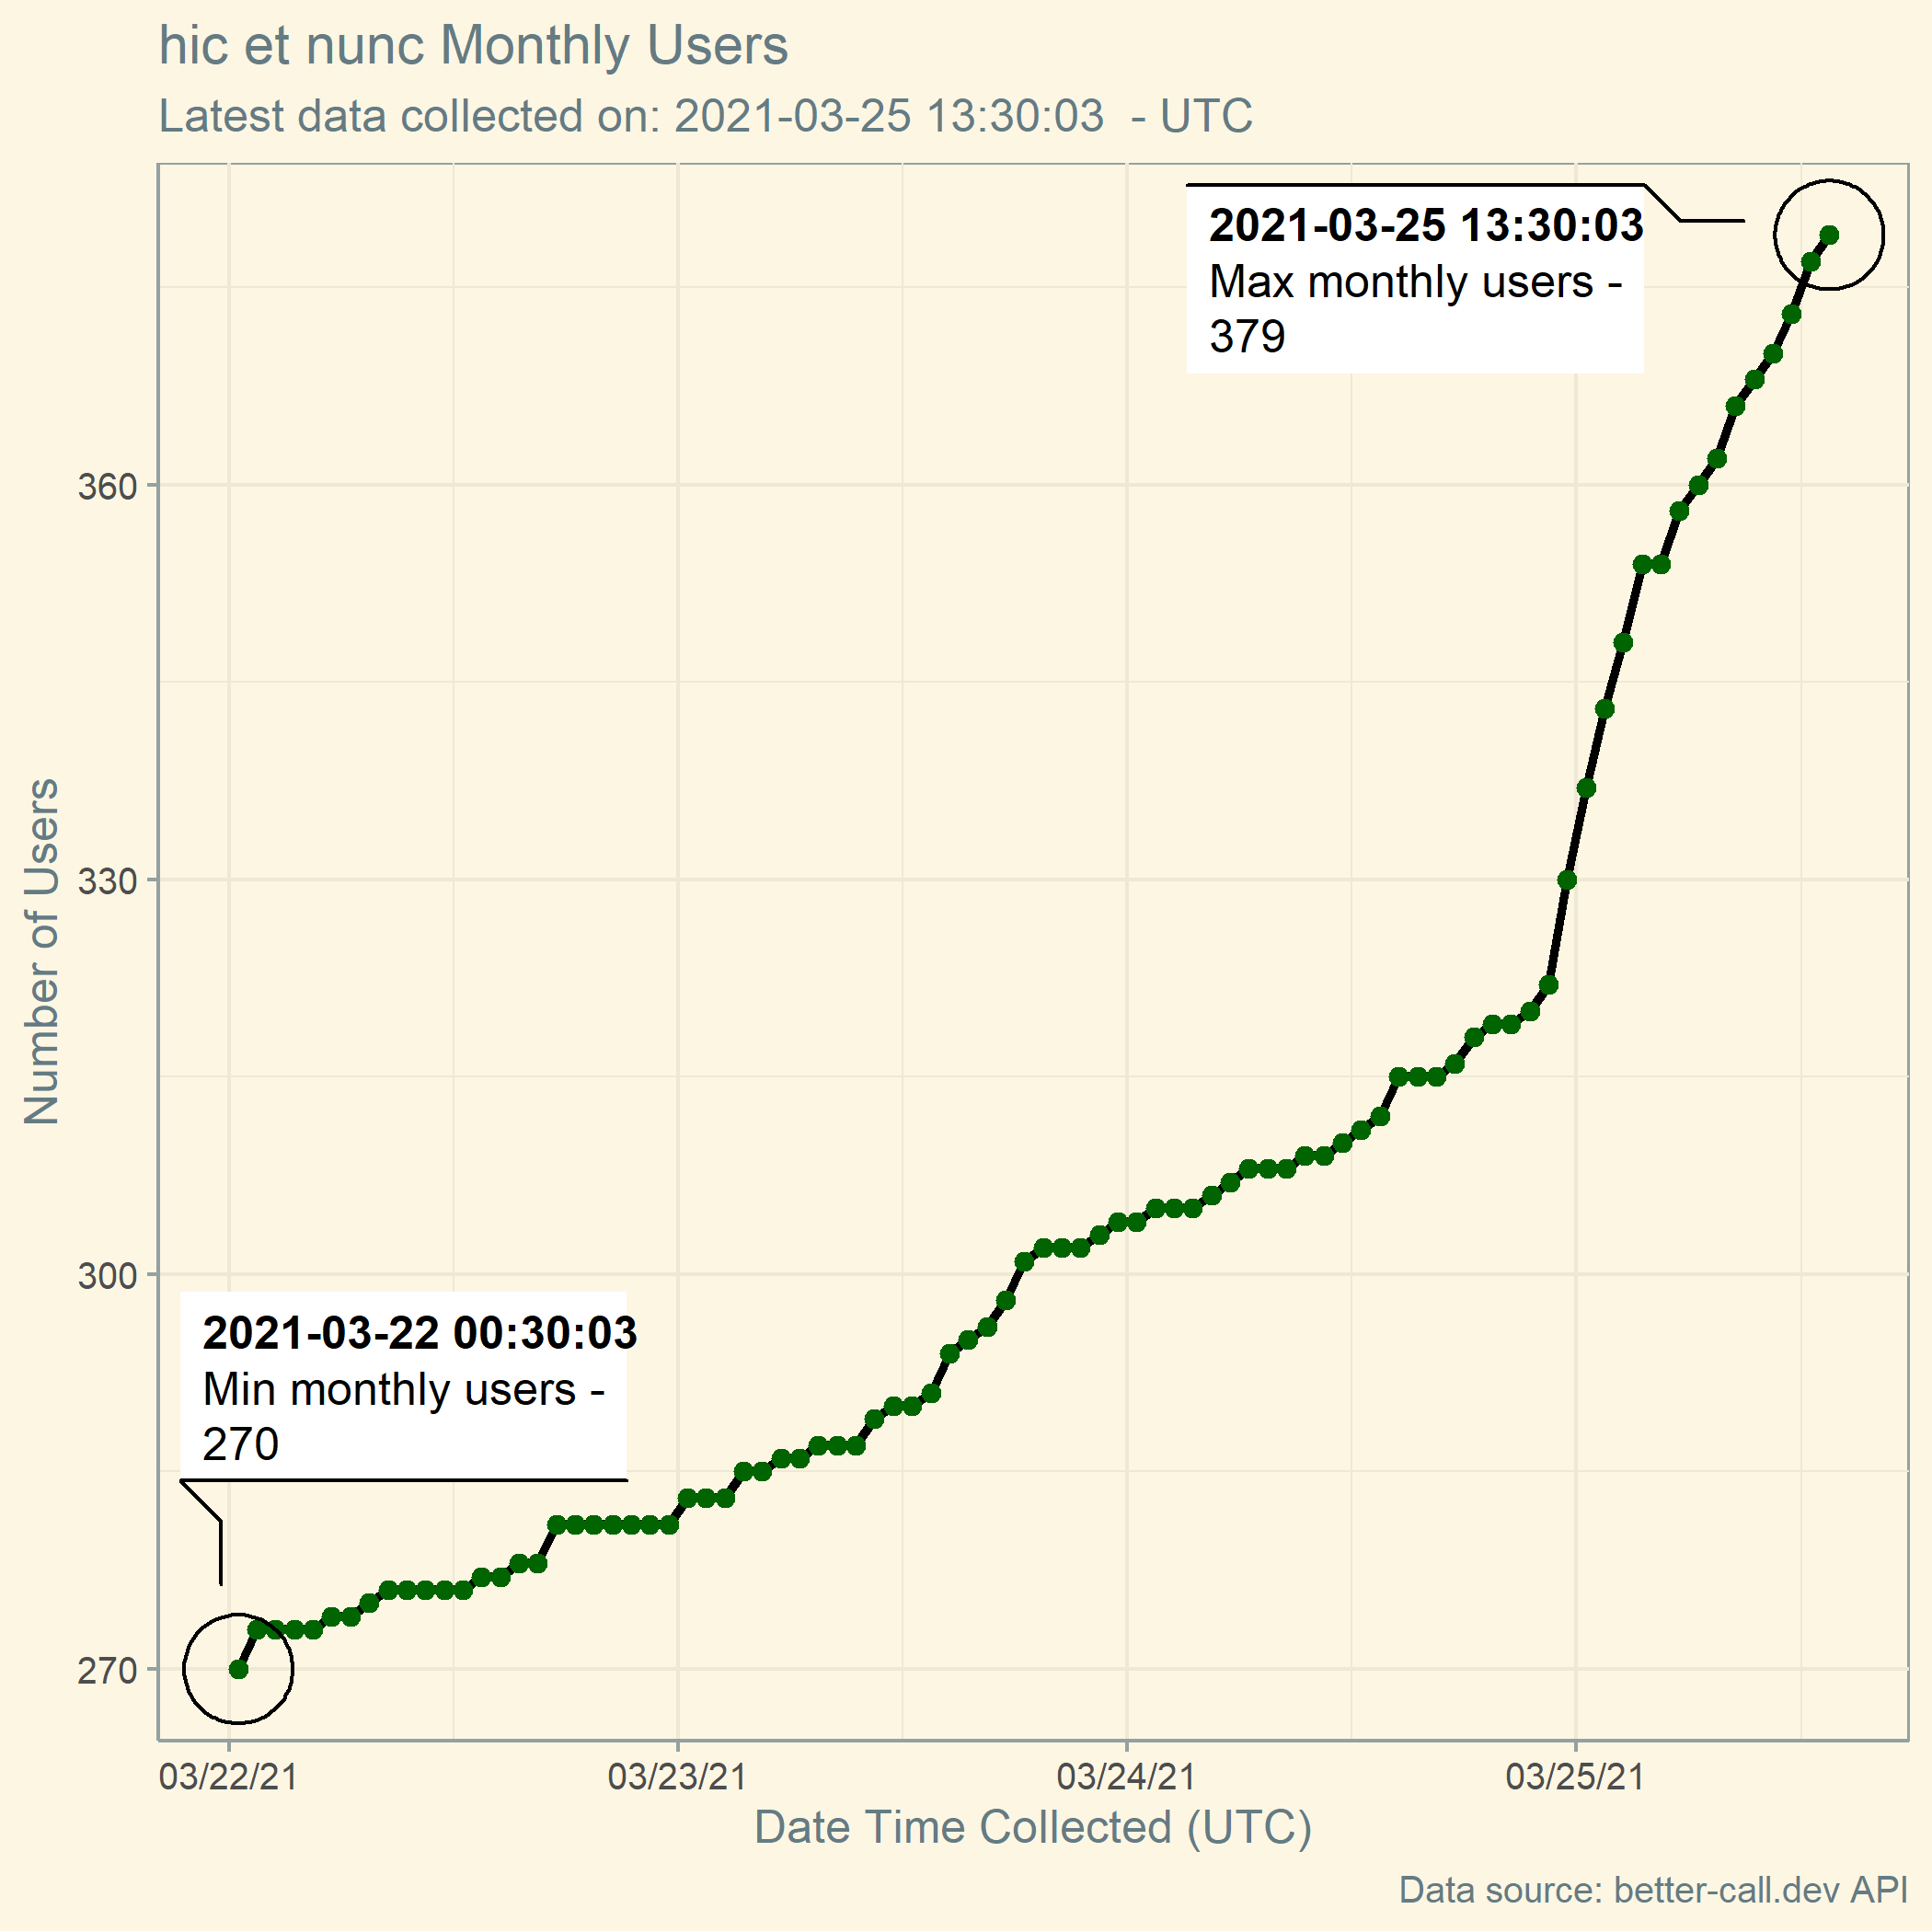 hic et nunc Monthly Users
Latest data collected on: 2021-03-25 13:30:03  - UTC
2021-03-25 13:30:03
Max monthly users -
379
360
330
300
270
Number of Users
2021-03-22 00:30:03
Min monthly users -
270
03/22/21
03/23/21
03/24/21
03/25/21
Date Time Collected (UTC)
Data source: better-call.dev API